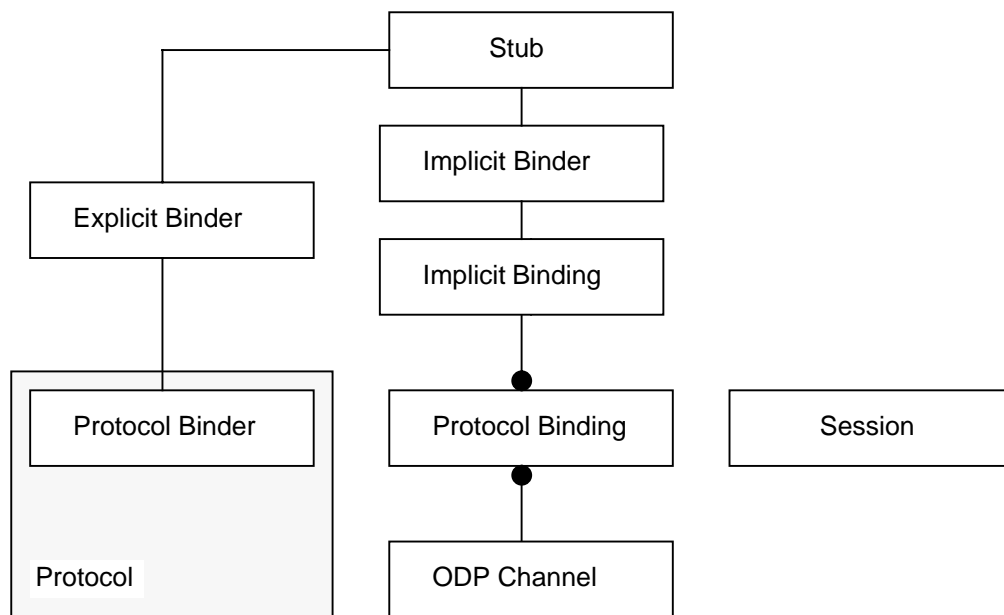 Stub
Implicit Binder
Explicit Binder
Implicit Binding
Protocol Binder
Protocol Binding
Session
Protocol
ODP Channel